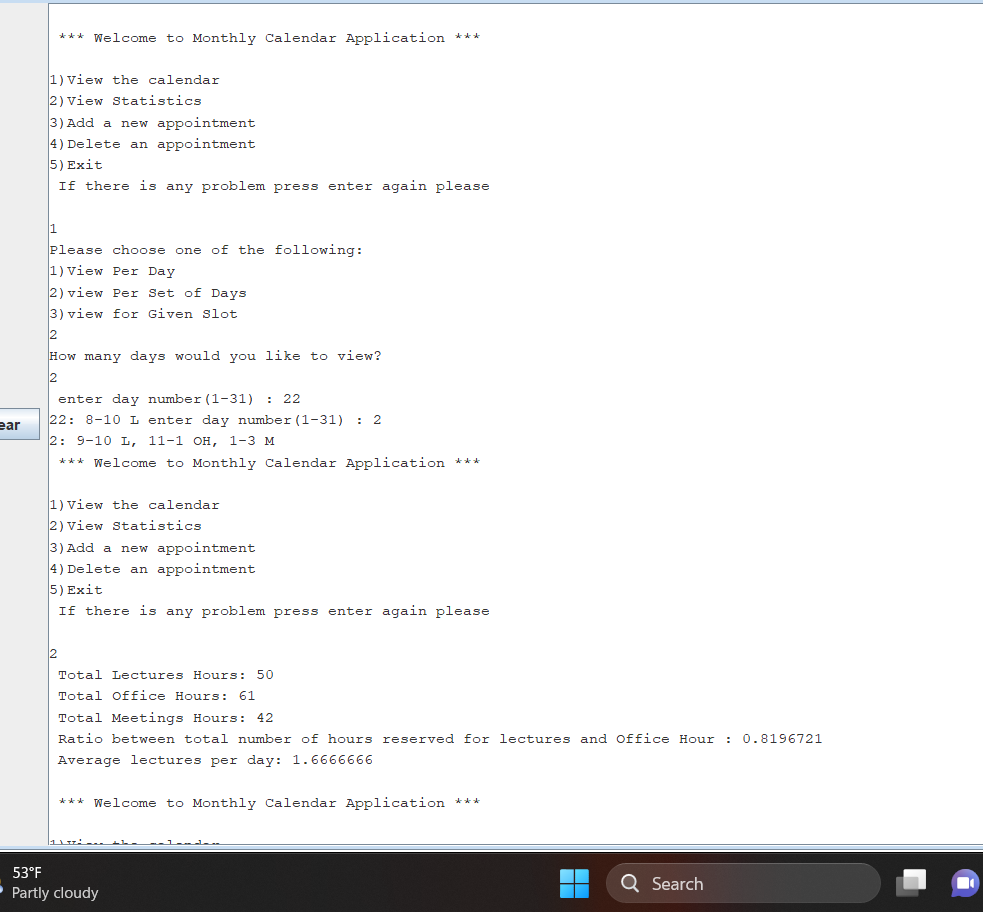 *** Welcome to Monthly Calendar Application ***
1)View the calendar
2)View Statistics
3)Add a new appointment
4)Delete an appointment
5)Exit
If there is any problem press enter again please
1
Please choose one of the following:
1)View Per Day
2)view Per Set of Days
3)view for Given Slot
2
How many days would you like to view?
2
enter day number(1-31) : 22
22: 8-10 L enter day number(1-31) : 2
2: 9-10 L, 11-1 OH, 1-3 M
*** Welcome to Monthly Calendar Application ***
1)View the calendar
2)View Statistics
3)Add a new appointment
4)Delete an appointment
5)Exit
If there is any problem press enter again please
2
Total Lectures Hours: 50
Total Office Hours: 61
Total Meetings Hours: 42
Ratio between total number of hours reserved for lectures and Office Hour : 0.8196721
Average lectures per day: 1.6666666
*** Welcome to Monthly Calendar Application ***
1)View the calendar
ear
53°F
Partly cloudy
Search